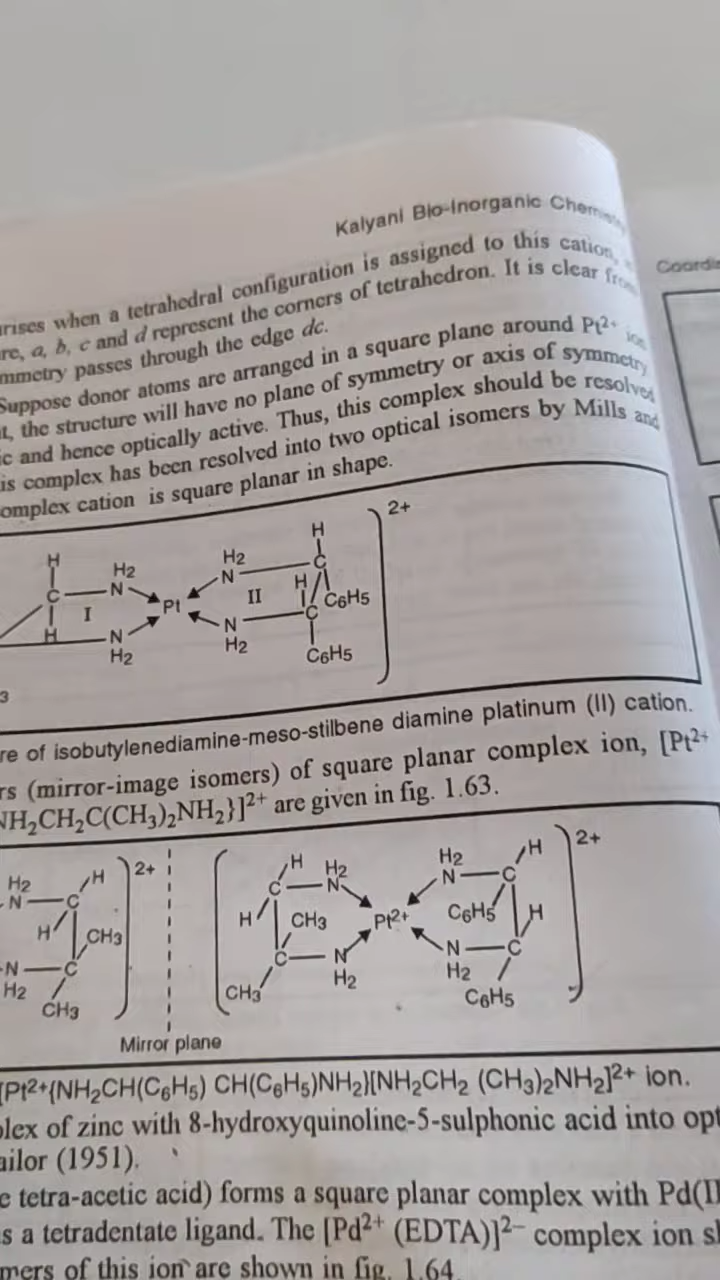 Kalyani Bio-Inorganic
Coordi
rises when a tetrahedral configuration is assigned to this cation,
re, a, b, c and d represent the corners of tetrahedron. It is clear
mmetry passes through the edge dc.
Suppose donor atoms are arranged in a square plane around Pt2+ ion
t, the structure will have no plane of symmetry or axis of symmetry
c and hence optically active. Thus, this complex should be resolved
is complex has been resolved into two optical isomers by Mills and
omplex cation is square planar in shape.
2+
H
H H2 H2 C
C N N H C6H5
I Pt II C
H N N
H2 H2 C6H5
3
re of isobutylenediamine-meso-stilbene diamine platinum (II) cation.
rs (mirror-image isomers) of square planar complex ion, [Pt2+
NH2CH2C(CH3)2NH2}]2+ are given in fig. 1.63.
H2 H 2+ H H2 H2 H 2+
N C C N N C
H CH3 H CH3 Pt2+ C6H5 H
N C C N N C
H2 CH3 CH3 H2 H2 C6H5
Mirror plane
[Pt2+{NH2CH(C6H5) CH(C6H5)NH2}[NH2CH2 (CH3)2NH2]2+ ion.
plex of zinc with 8-hydroxyquinoline-5-sulphonic acid into opt
ailor (1951).
e tetra-acetic acid) forms a square planar complex with Pd(II
s a tetradentate ligand. The [Pd2+ (EDTA)]2− complex ion sh
mers of this ion are shown in fig. 1.64